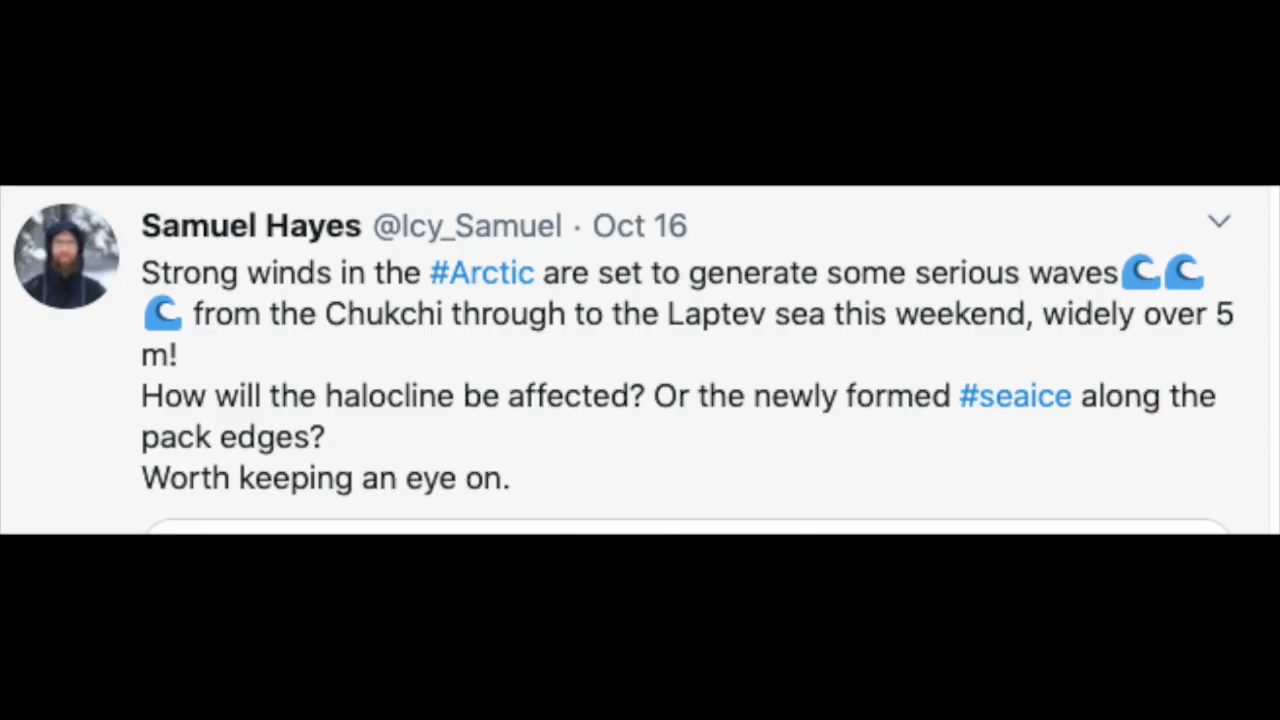 Samuel Hayes @Icy_Samuel · Oct 16
Strong winds in the #Arctic are set to generate some serious waves🌊🌊
🌊 from the Chukchi through to the Laptev sea this weekend, widely over 5
m!
How will the halocline be affected? Or the newly formed #seaice along the
pack edges?
Worth keeping an eye on.